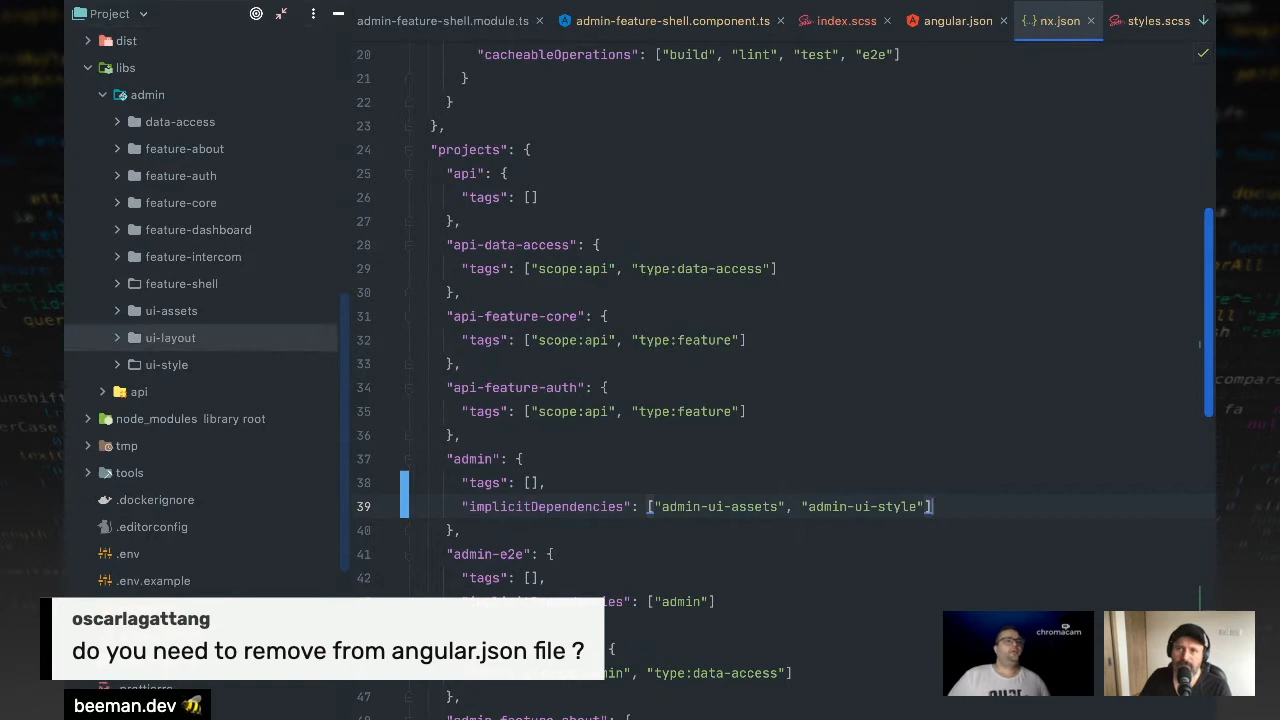 Project
admin-feature-shell.module.ts
admin-feature-shell.component.ts
index.scss
angular.json
nx.json
styles.scss
dist
libs
admin
data-access
feature-about
feature-auth
feature-core
feature-dashboard
feature-intercom
feature-shell
ui-assets
ui-layout
ui-style
api
node_modules library root
tmp
tools
.dockerignore
.editorconfig
.env
.env.example
20 "cacheableOperations": ["build", "lint", "test", "e2e"]
21 }
22 }
23 },
24 "projects": {
25 "api": {
26 "tags": []
27 },
28 "api-data-access": {
29 "tags": ["scope:api", "type:data-access"]
30 },
31 "api-feature-core": {
32 "tags": ["scope:api", "type:feature"]
33 },
34 "api-feature-auth": {
35 "tags": ["scope:api", "type:feature"]
36 },
37 "admin": {
38 "tags": [],
39 "implicitDependencies": ["admin-ui-assets", "admin-ui-style"]
40 },
41 "admin-e2e": {
42 "tags": [],
["admin"]
{
"type:data-access"]
47 },
oscarlagattang
do you need to remove from angular.json file ?
beeman.dev 🐝
chromacam